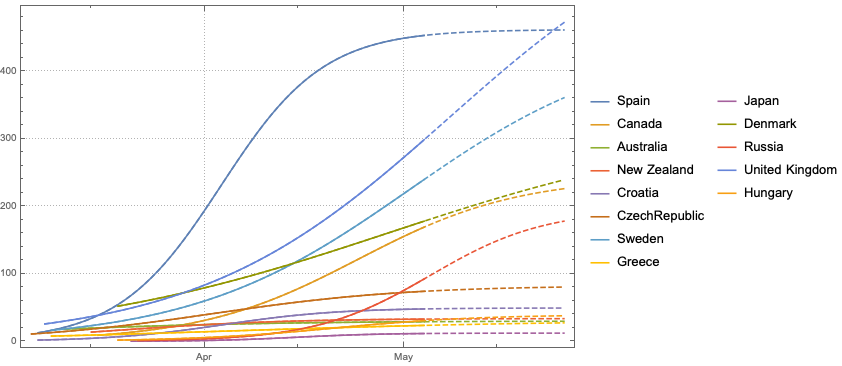 400
300
200
100
0
Apr
May
Spain
Canada
Australia
New Zealand
Croatia
CzechRepublic
Sweden
Greece
Japan
Denmark
Russia
United Kingdom
Hungary